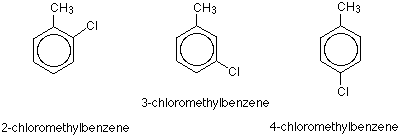 CH3
Cl
2-chloromethylbenzene
CH3
Cl
3-chloromethylbenzene
CH3
Cl
4-chloromethylbenzene